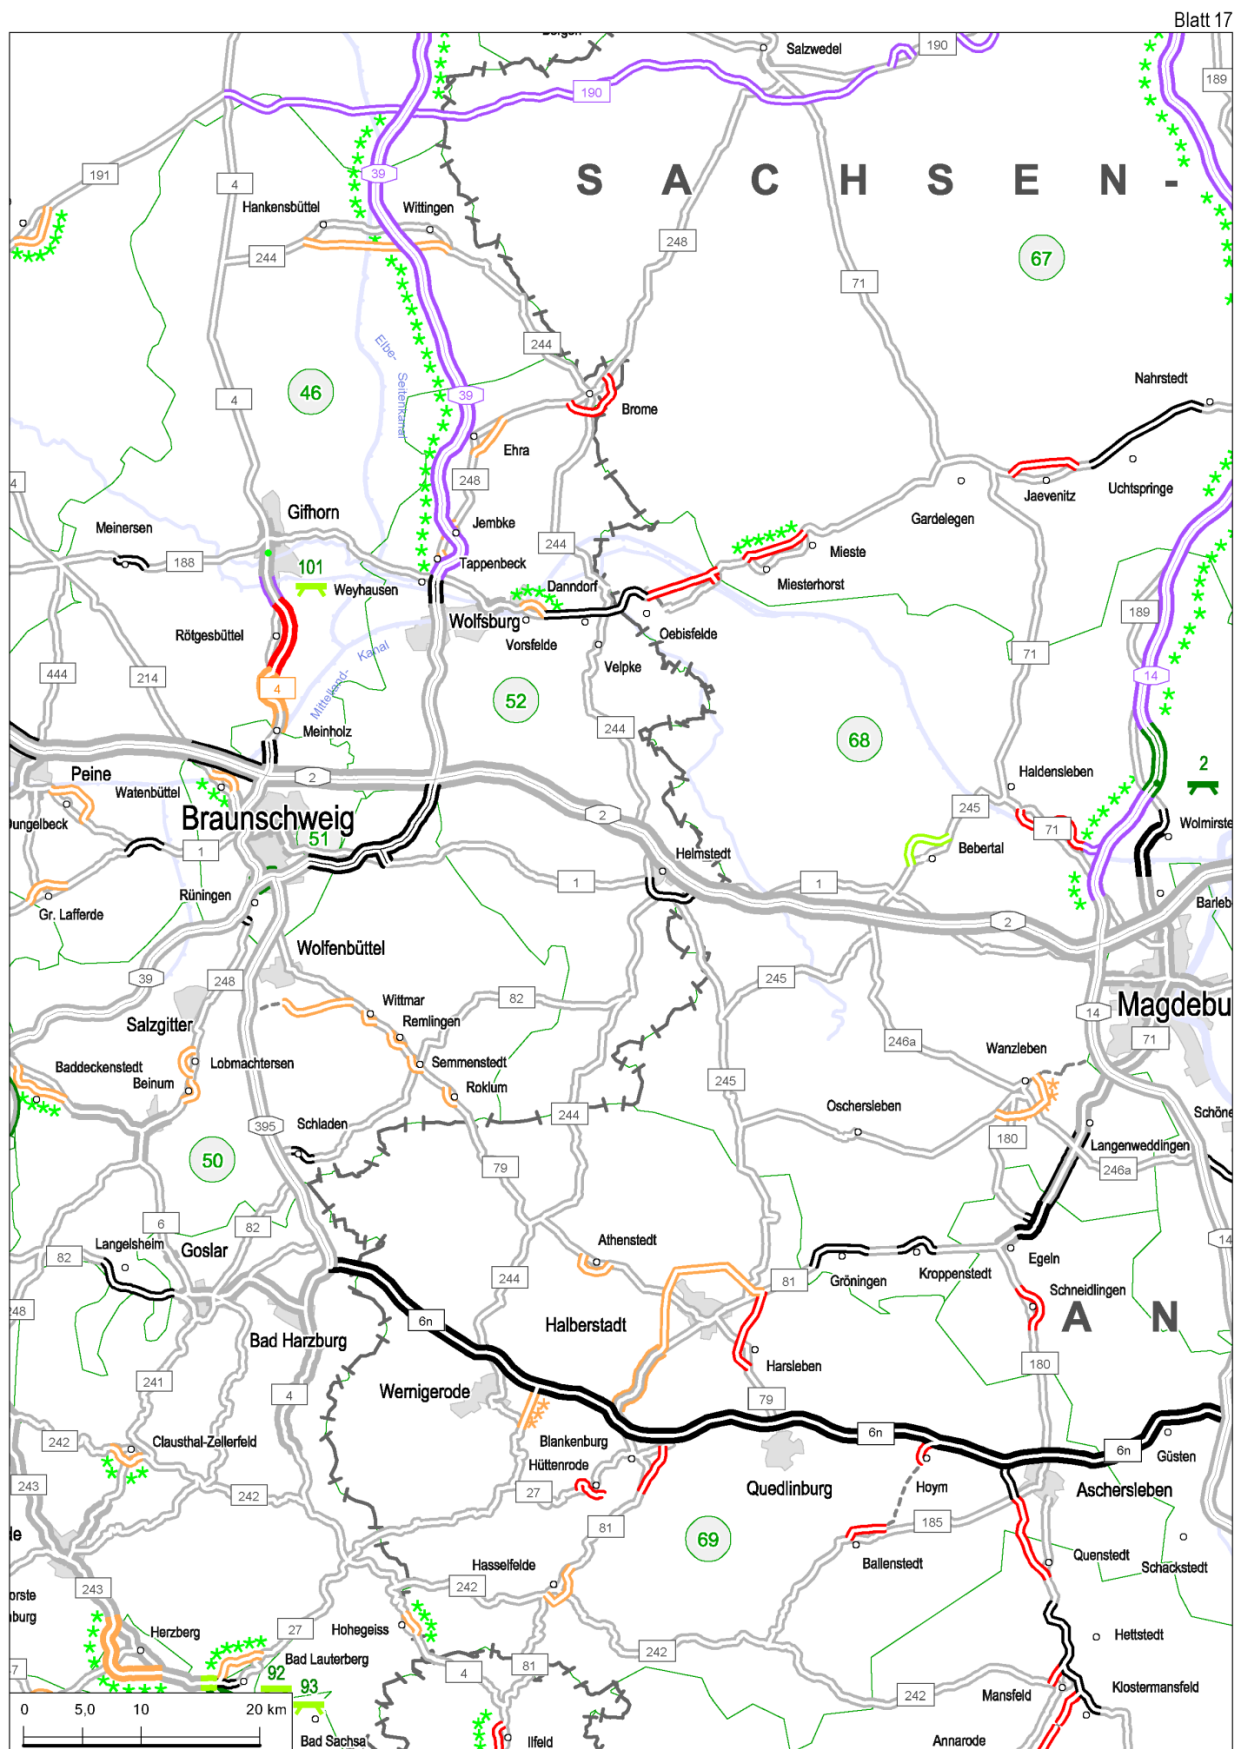 Blatt 17
Salzwedel
190
190
189
191
39
S A C H S E N -
4
Hankensbüttel
Wittingen
244
248
67
71
Elbe-
Seitenkanal
244
46
4
39
Nahrstedt
Brome
Ehra
248
Uchtspringe
Jaevenitz
Gardelegen
4
Gifhorn
Meinersen
Jembke
244
Mieste
188
101
Tappenbeck
Danndorf
Miesterhorst
Weyhausen
Wolfsburg
Vorsfelde
Oebisfelde
189
Rötgesbüttel
Velpke
71
Kanal
Mittelland-
444
214
4
52
14
Meinholz
244
68
Peine
2
Watenbüttel
Haldensleben
2
245
2
Dungelbeck
Braunschweig
51
71
Wolmirste
1
Bebertal
Helmstedt
1
1
Rüningen
Gr. Lafferde
Barleb
2
Wolfenbüttel
39
248
245
Wittmar
82
Magdebu
14
Salzgitter
Remlingen
246a
71
Baddeckenstedt
Lobmachtersen
Semmenstedt
Wanzleben
Beinum
Roklum
245
Oschersleben
Schöne
244
395
Schladen
180
Langenweddingen
50
79
246a
6
82
14
82
Langelsheim
Goslar
Athenstedt
Egeln
244
81
Gröningen
Kroppenstedt
Schneidlingen
248
Halberstadt
A N
6n
Bad Harzburg
Harsleben
180
241
4
Wernigerode
79
242
Clausthal-Zellerfeld
Blankenburg
6n
6n
Güsten
Hüttenrode
243
242
27
Quedlinburg
Hoym
Aschersleben
de
81
69
185
Hasselfelde
Ballenstedt
Quenstedt
Schackstedt
243
242
orste
burg
Herzberg
27
Hohegeiss
Hettstedt
Bad Lauterberg
242
92
93
4
81
242
Mansfeld
Klostermansfeld
0 5,0 10 20 km
Bad Sachsa
Ilfeld
Annarode